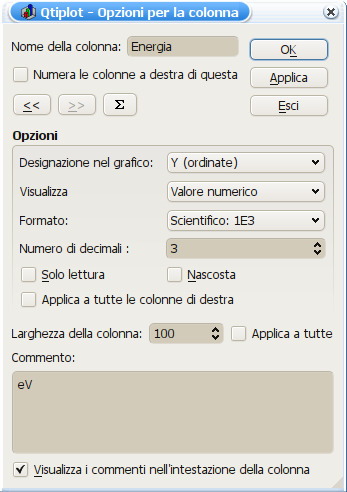 Qtiplot - Opzioni per la colonna
Nome della colonna: Energia
OK
Numera le colonne a destra di questa
Applica
<< >> Σ
Esci
Opzioni
Designazione nel grafico: Y (ordinate)
Visualizza Valore numerico
Formato: Scientifico: 1E3
Numero di decimali : 3
Solo lettura Nascosta
Applica a tutte le colonne di destra
Larghezza della colonna: 100 Applica a tutte
Commento:
eV
Visualizza i commenti nell'intestazione della colonna